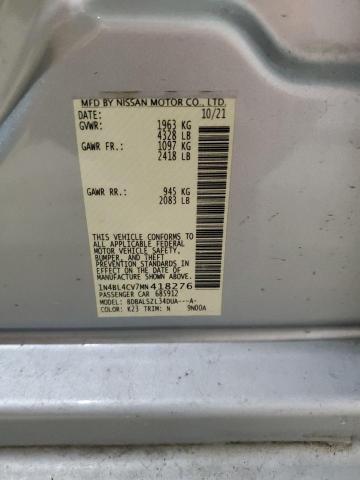 MFD BY NISSAN MOTOR CO., LTD.
DATE: 10/21
GVWR: 1963 KG
4328 LB
GAWR FR.: 1097 KG
2418 LB
GAWR RR.: 945 KG
2083 LB
THIS VEHICLE CONFORMS TO
ALL APPLICABLE FEDERAL
MOTOR VEHICLE SAFETY,
BUMPER, AND THEFT
PREVENTION STANDARDS IN
EFFECT ON THE DATE OF
MANUFACTURE SHOWN ABOVE.
1N4BL4CV7MN418276
PASSENGER CAR 685912
MODEL: BDBALSZL34DUA---A-
COLOR: K23 TRIM: N 9N00A